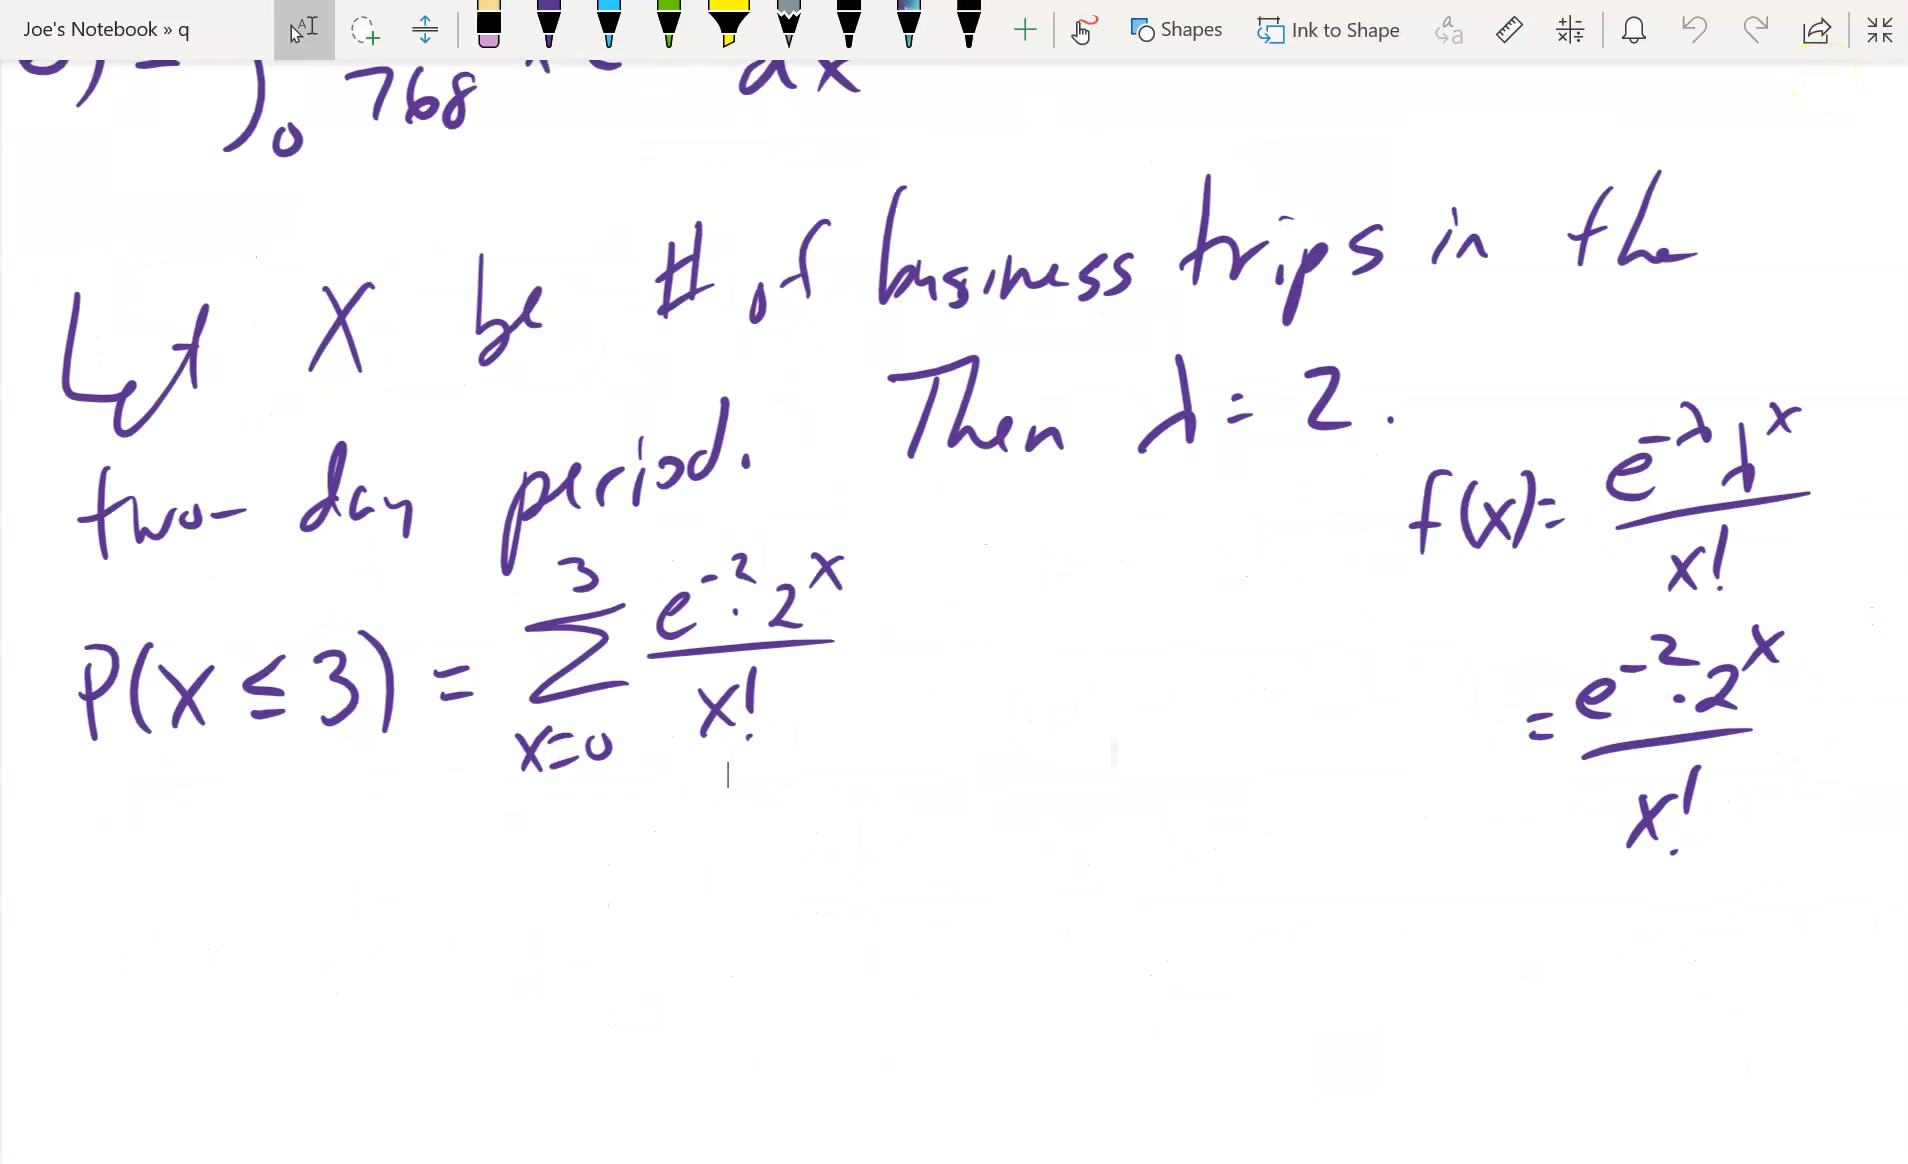 Joe's Notebook » q
Shapes
Ink to Shape
768
dx
0
Let X be # of business trips in the
two-day period. Then λ = 2.
f(x) = e^-λ λ^x / x!
P(X ≤ 3) = 3 Σ x=0 e^-2 · 2^x / x!
= e^-2 · 2^x / x!